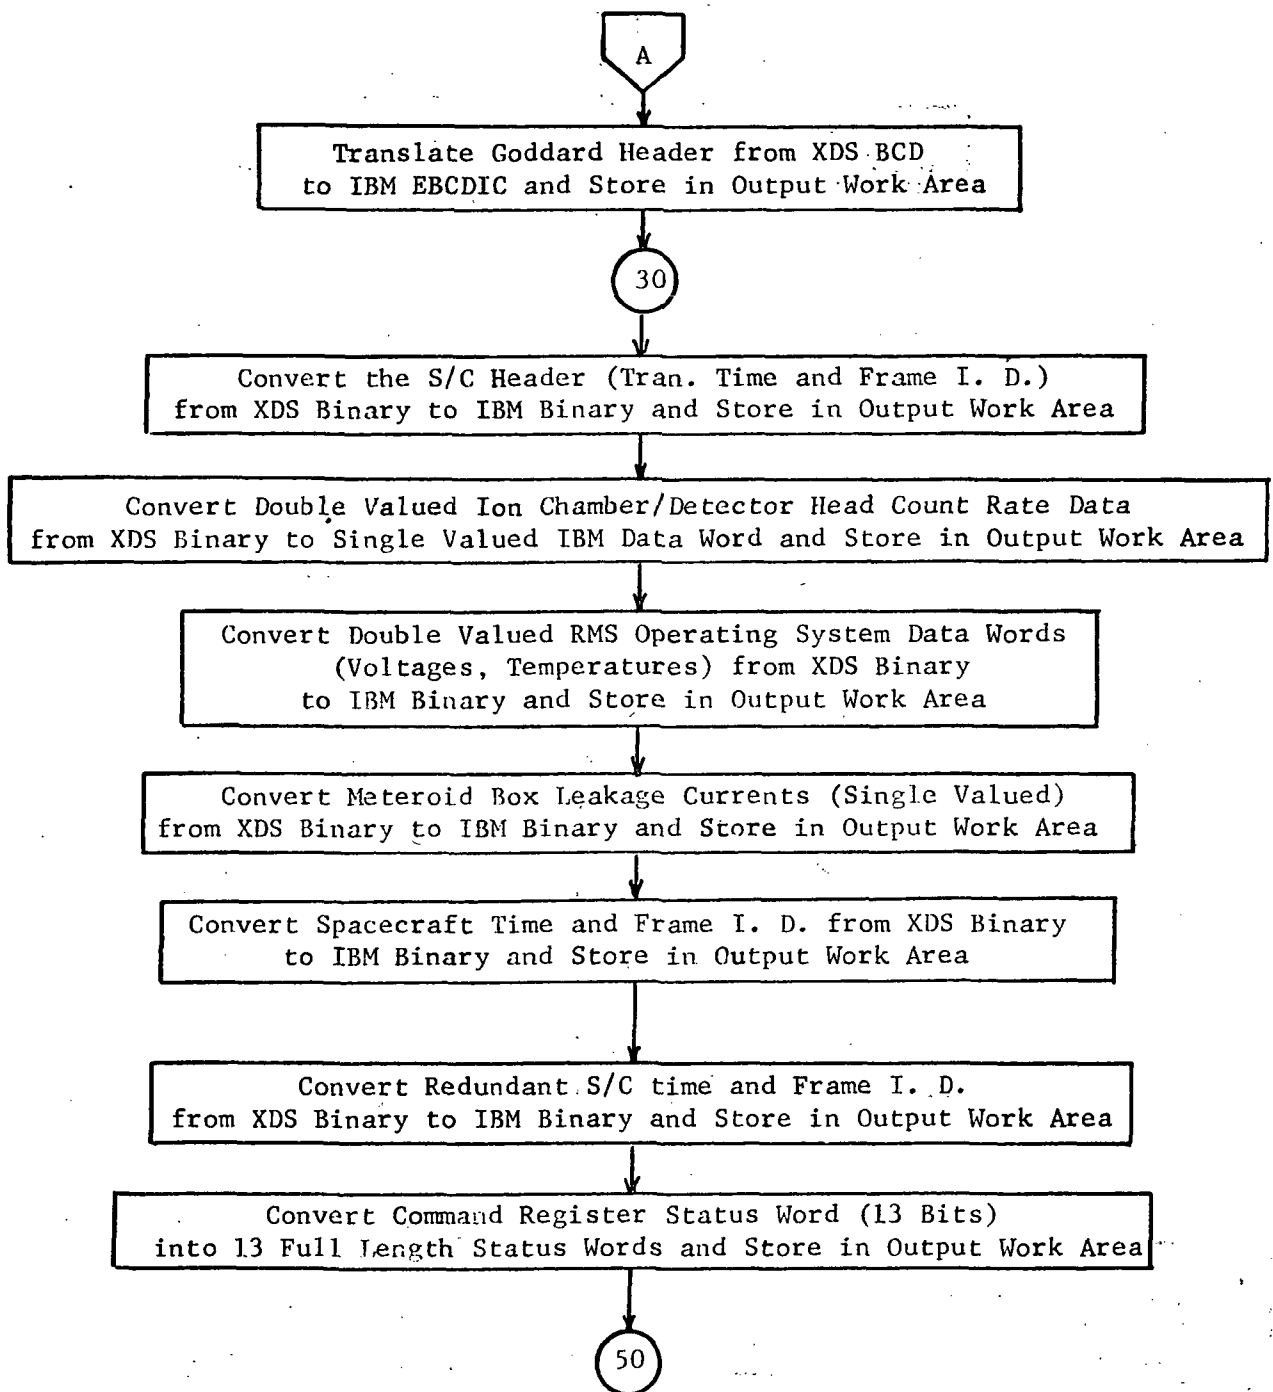 A
Translate Goddard Header from XDS BCD
to IBM EBCDIC and Store in Output Work Area
30
Convert the S/C Header (Tran. Time and Frame I. D.)
from XDS Binary to IBM Binary and Store in Output Work Area
Convert Double Valued Ion Chamber/Detector Head Count Rate Data
from XDS Binary to Single Valued IBM Data Word and Store in Output Work Area
Convert Double Valued RMS Operating System Data Words
(Voltages, Temperatures) from XDS Binary
to IBM Binary and Store in Output Work Area
Convert Meteroid Box Leakage Currents (Single Valued)
from XDS Binary to IBM Binary and Store in Output Work Area
Convert Spacecraft Time and Frame I. D. from XDS Binary
to IBM Binary and Store in Output Work Area
Convert Redundant S/C time and Frame I. D.
from XDS Binary to IBM Binary and Store in Output Work Area
Convert Command Register Status Word (13 Bits)
into 13 Full Length Status Words and Store in Output Work Area
50